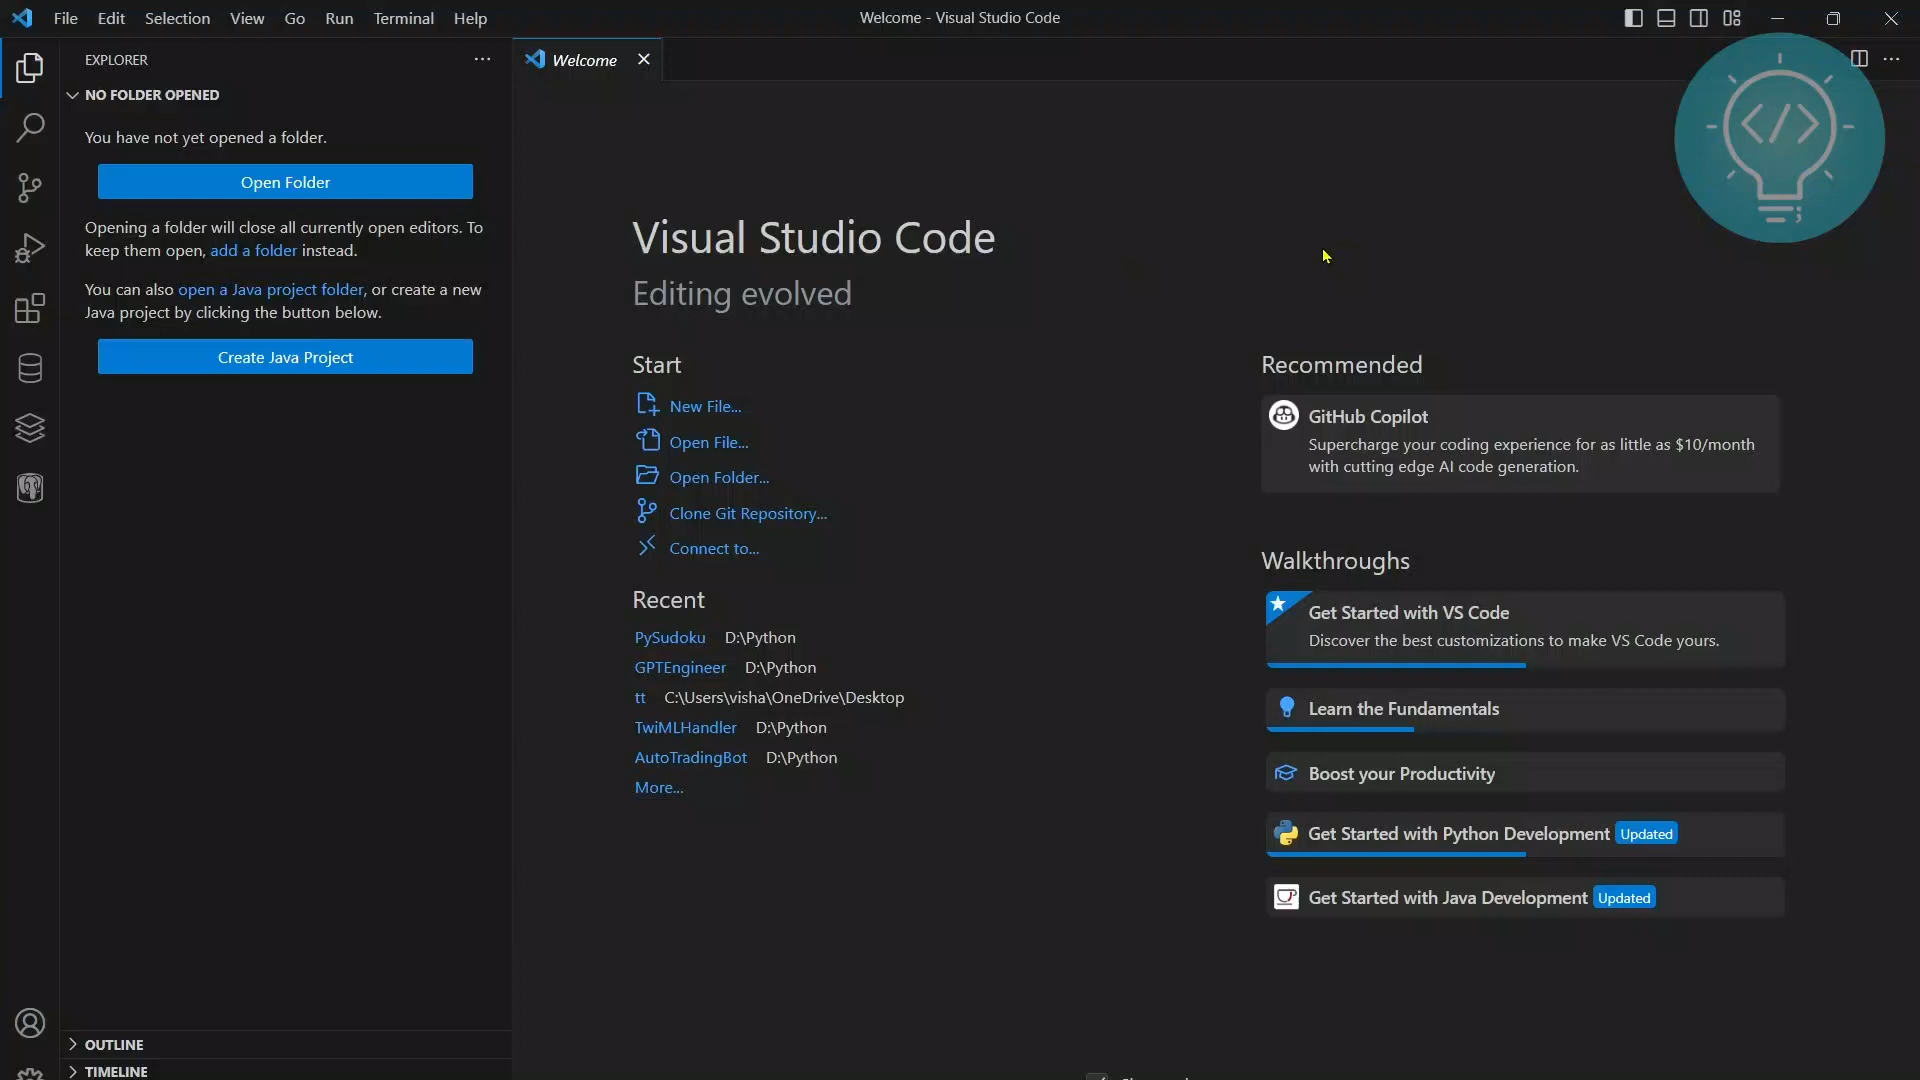 File Edit Selection View Go Run Terminal Help
Welcome - Visual Studio Code
EXPLORER
NO FOLDER OPENED
You have not yet opened a folder.
Open Folder
Opening a folder will close all currently open editors. To
keep them open, add a folder instead.
You can also open a Java project folder, or create a new
Java project by clicking the button below.
Create Java Project
OUTLINE
TIMELINE
Welcome
Visual Studio Code
Editing evolved
Start
New File...
Open File...
Open Folder...
Clone Git Repository...
Connect to...
Recent
PySudoku D:\Python
GPTEngineer D:\Python
tt C:\Users\visha\OneDrive\Desktop
TwiMLHandler D:\Python
AutoTradingBot D:\Python
More...
Recommended
GitHub Copilot
Supercharge your coding experience for as little as $10/month
with cutting edge AI code generation.
Walkthroughs
Get Started with VS Code
Discover the best customizations to make VS Code yours.
Learn the Fundamentals
Boost your Productivity
Get Started with Python Development Updated
Get Started with Java Development Updated